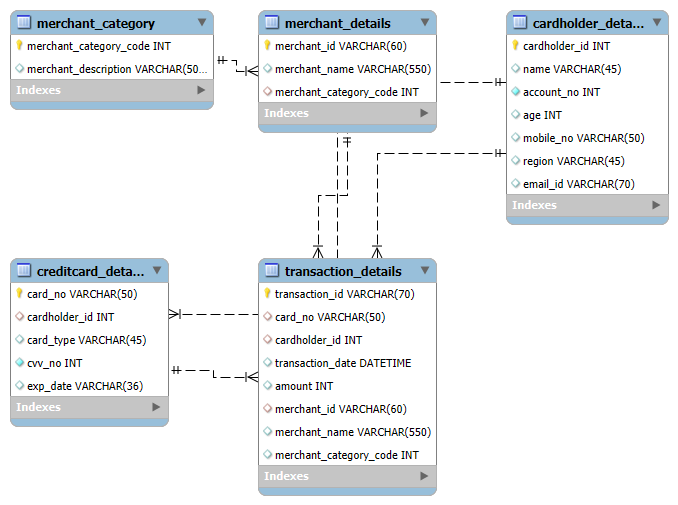 merchant_category
merchant_category_code INT
merchant_description VARCHAR(50...
Indexes
merchant_details
merchant_id VARCHAR(60)
merchant_name VARCHAR(550)
merchant_category_code INT
Indexes
cardholder_deta...
cardholder_id INT
name VARCHAR(45)
account_no INT
age INT
mobile_no VARCHAR(50)
region VARCHAR(45)
email_id VARCHAR(70)
Indexes
creditcard_deta...
card_no VARCHAR(50)
cardholder_id INT
card_type VARCHAR(45)
cvv_no INT
exp_date VARCHAR(36)
Indexes
transaction_details
transaction_id VARCHAR(70)
card_no VARCHAR(50)
cardholder_id INT
transaction_date DATETIME
amount INT
merchant_id VARCHAR(60)
merchant_name VARCHAR(550)
merchant_category_code INT
Indexes